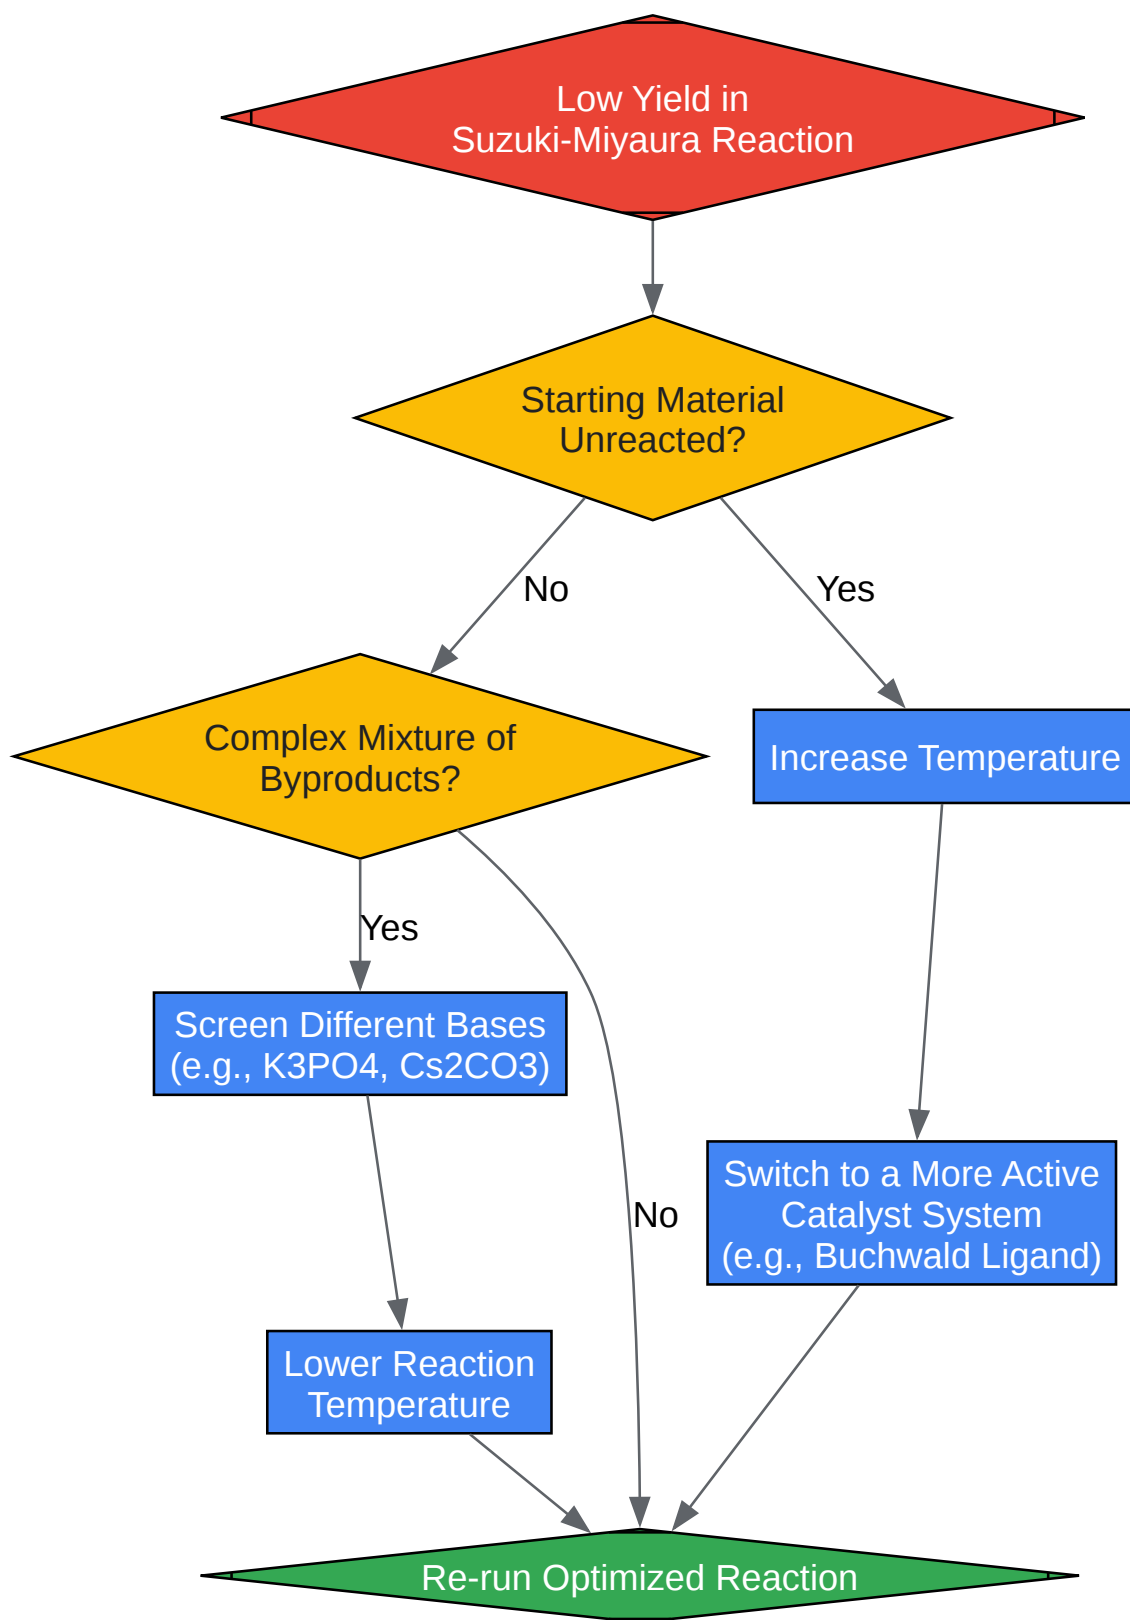 Low Yield in
Suzuki-Miyaura Reaction
Starting Material
Unreacted?
No
Yes
Complex Mixture of
Byproducts?
Increase Temperature
Yes
Screen Different Bases
(e.g., K3PO4, Cs2CO3)
Switch to a More Active
Catalyst System
(e.g., Buchwald Ligand)
No
Lower Reaction
Temperature
Re-run Optimized Reaction